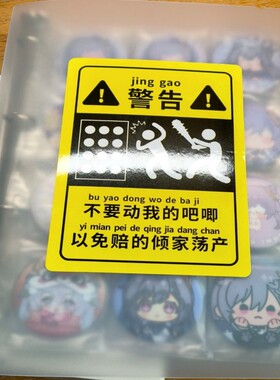 jing gao
警告
bu yao dong wo de ba ji
不要动我的吧唧
yi mian pei de qing jia dang chan
以免赔的倾家荡产